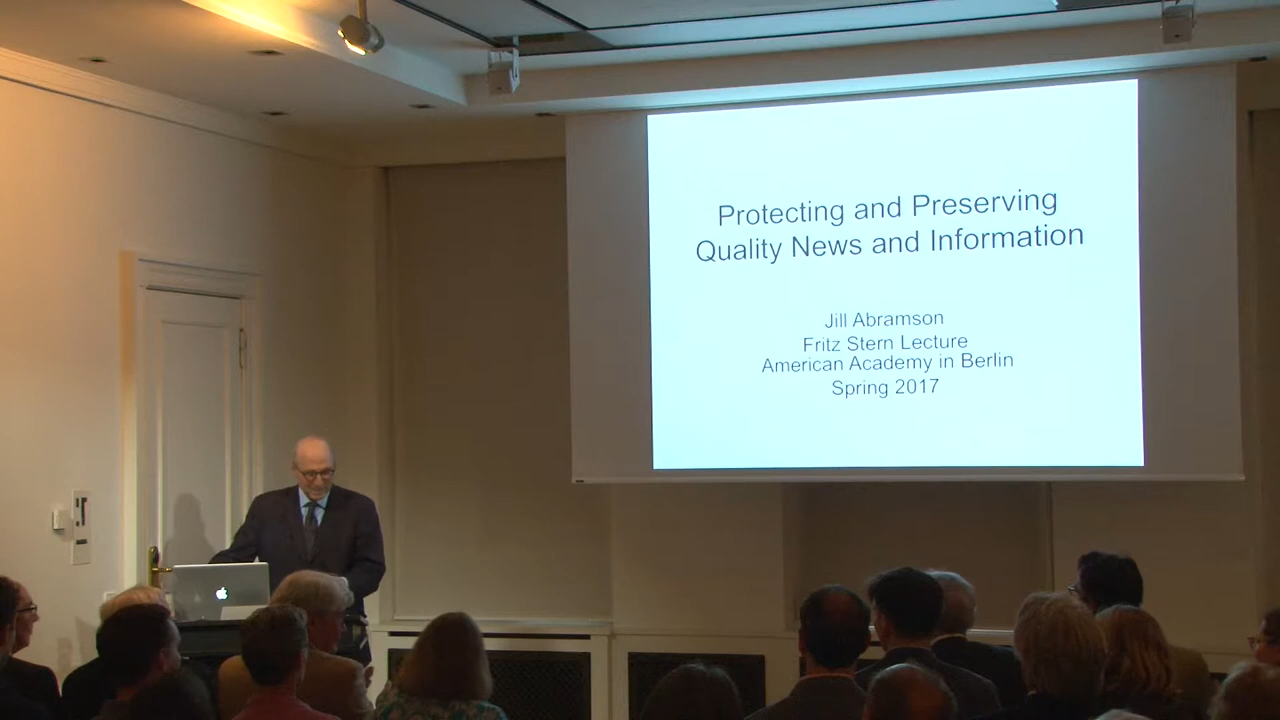 Protecting and Preserving
Quality News and Information
Jill Abramson
Fritz Stern Lecture
American Academy in Berlin
Spring 2017